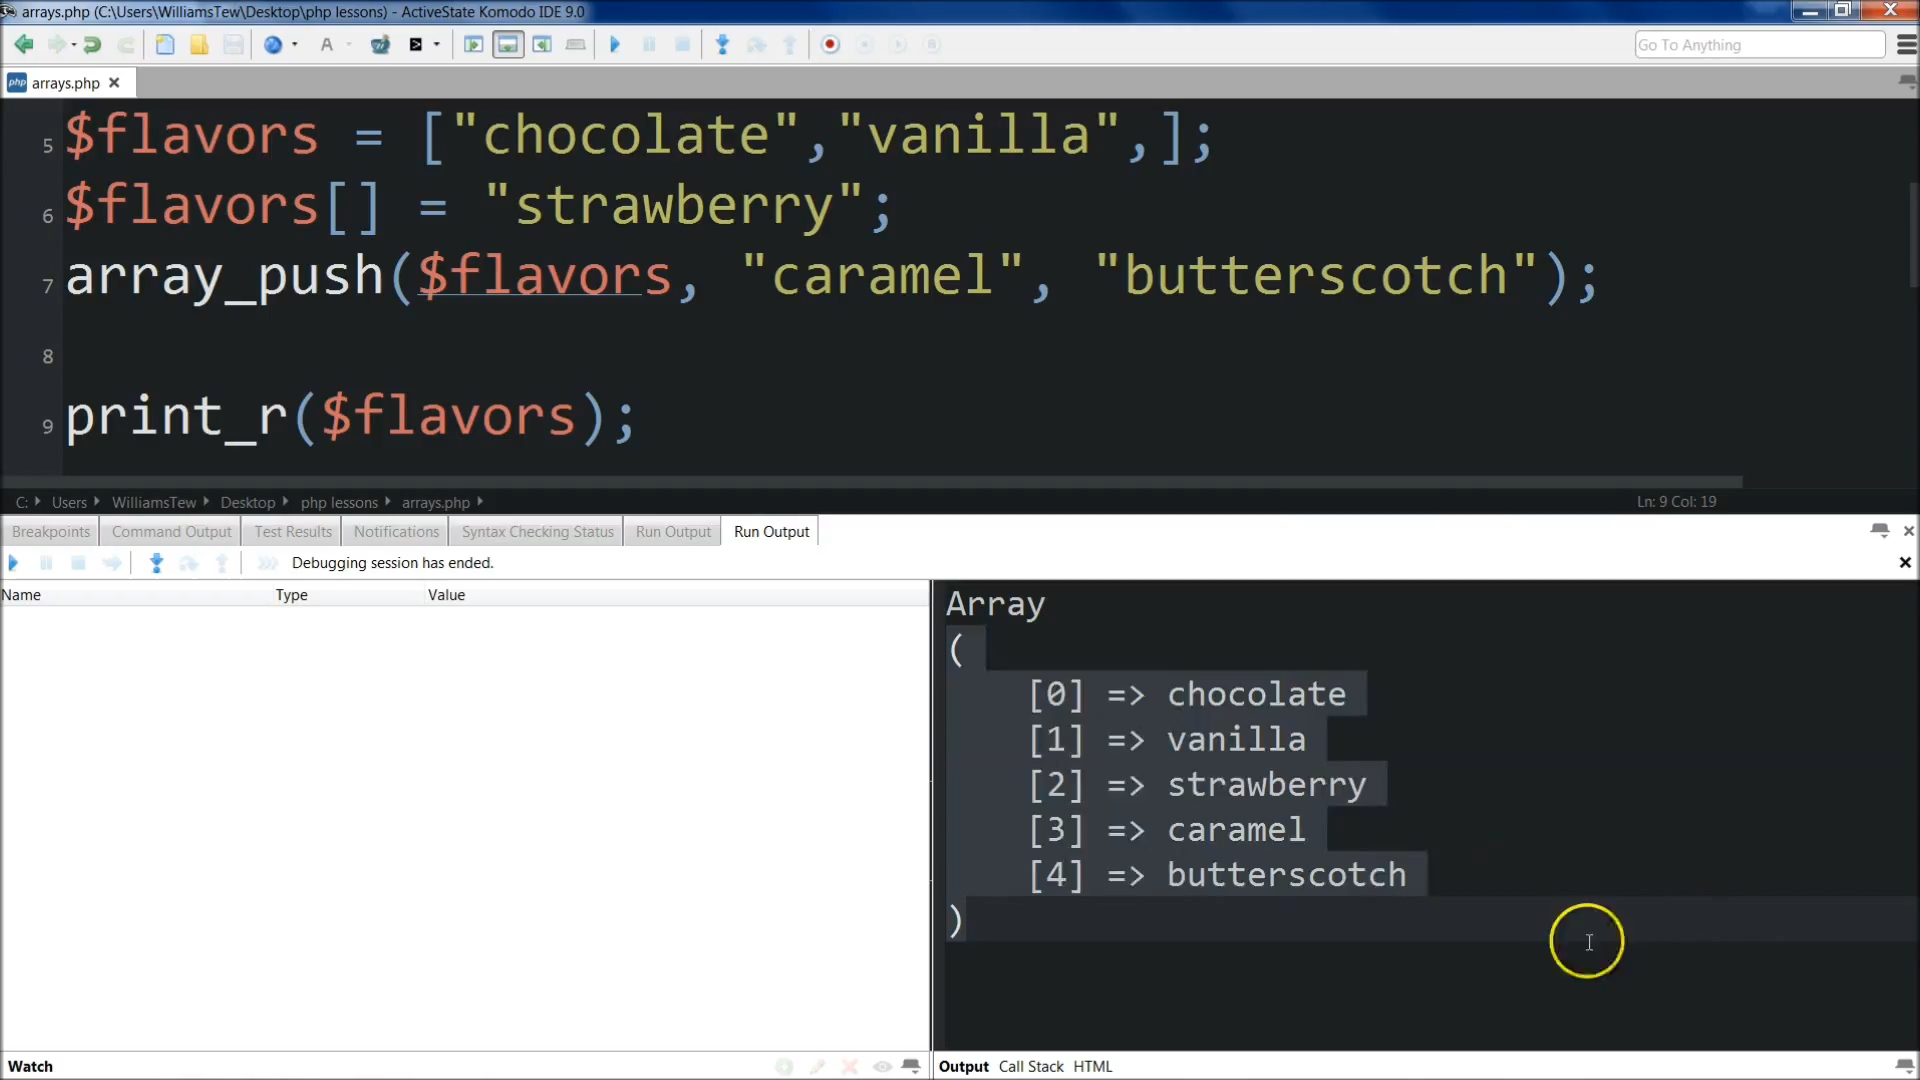 arrays.php (C:\Users\WilliamsTew\Desktop\php lessons) - ActiveState Komodo IDE 9.0
A
Go To Anything
php arrays.php
5 $flavors = ["chocolate","vanilla",];
6 $flavors[] = "strawberry";
7 array_push($flavors, "caramel", "butterscotch");
8
9 print_r($flavors);
C: Users WilliamsTew Desktop php lessons arrays.php Ln: 9 Col: 19
Breakpoints Command Output Test Results Notifications Syntax Checking Status Run Output Run Output
Debugging session has ended.
Name Type Value
Array
(
[0] => chocolate
[1] => vanilla
[2] => strawberry
[3] => caramel
[4] => butterscotch
)
Watch Output Call Stack HTML